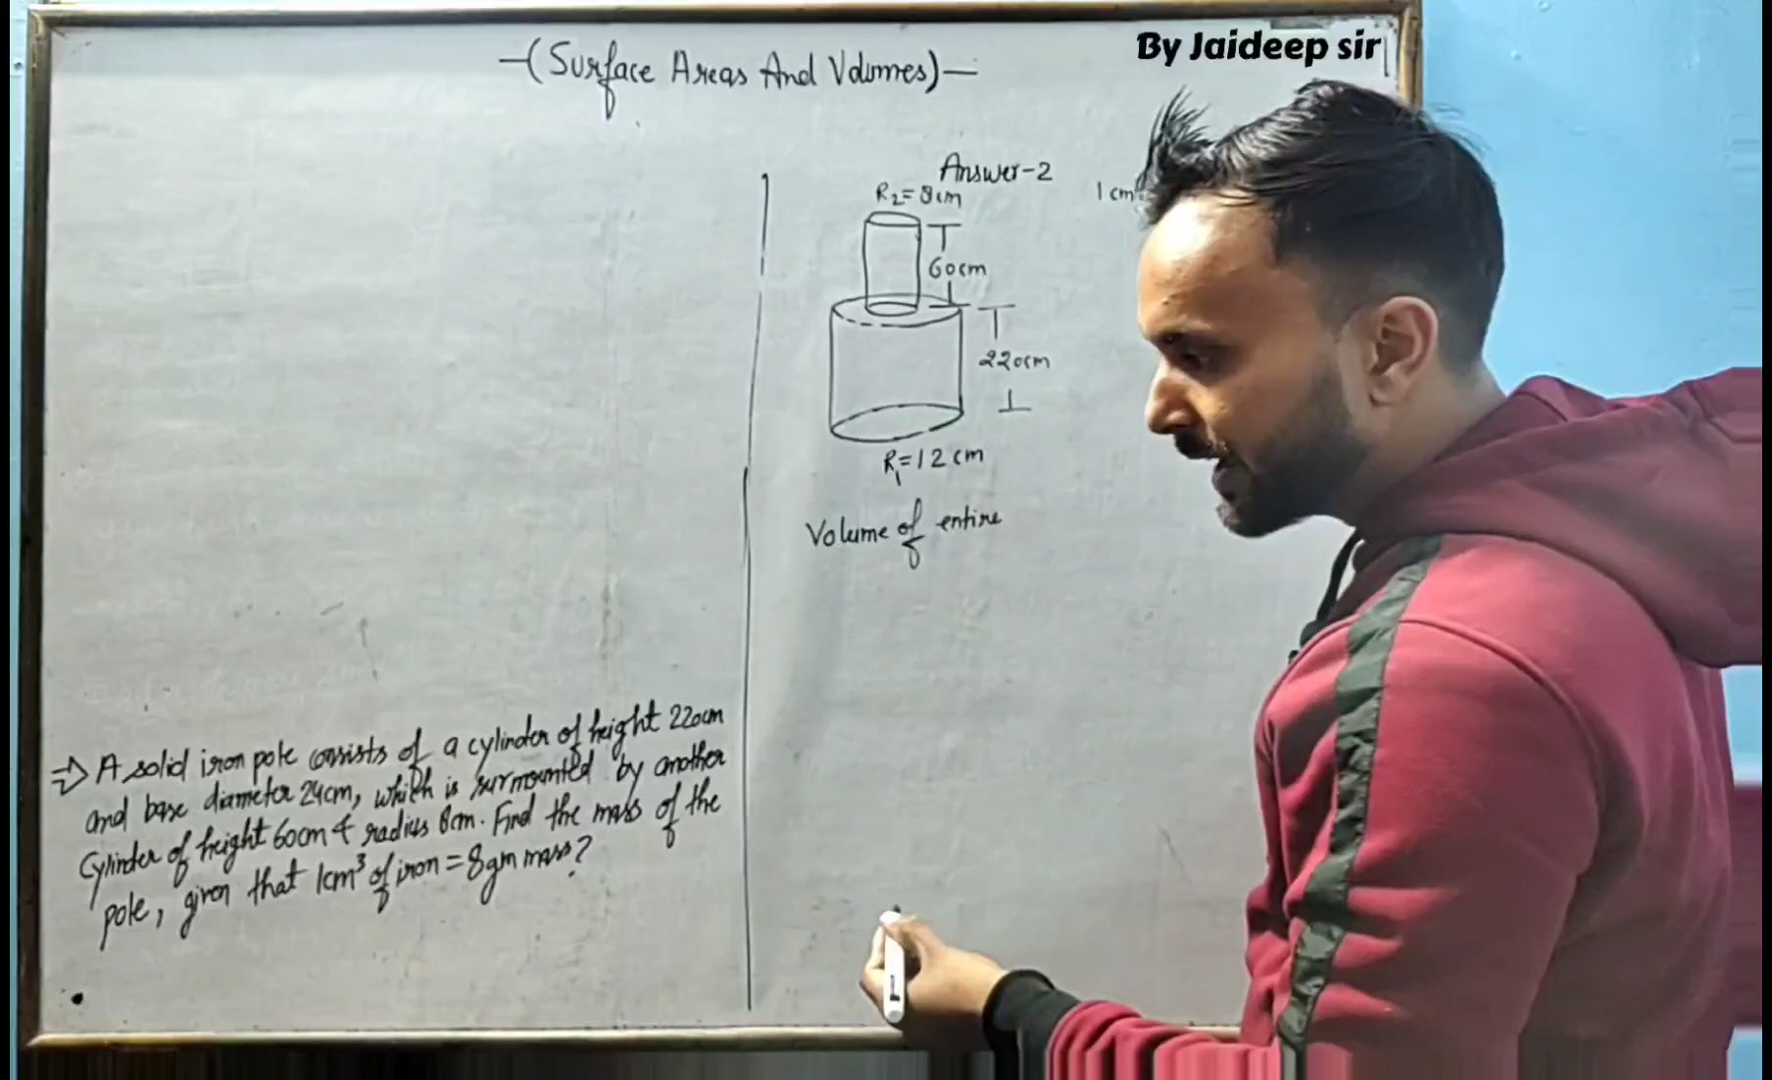 —(Surface Areas And Volumes)—
By Jaideep sir
Answer-2
R₂=8cm
1 cm
60cm
220cm
R₁=12cm
Volume of entire
⇒ A solid iron pole consists of a cylinder of height 220cm
and base diameter 24cm, which is surmounted by another
Cylinder of height 60cm & radius 8cm. Find the mass of the
pole, given that 1cm³ of iron = 8gm mass?